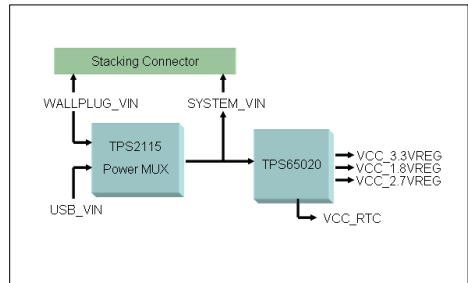 Stacking Connector
WALLPLUG_VIN
SYSTEM_VIN
TPS2115
Power MUX
TPS65020
VCC_3.3VREG
VCC_1.8VREG
VCC_2.7VREG
USB_VIN
VCC_RTC